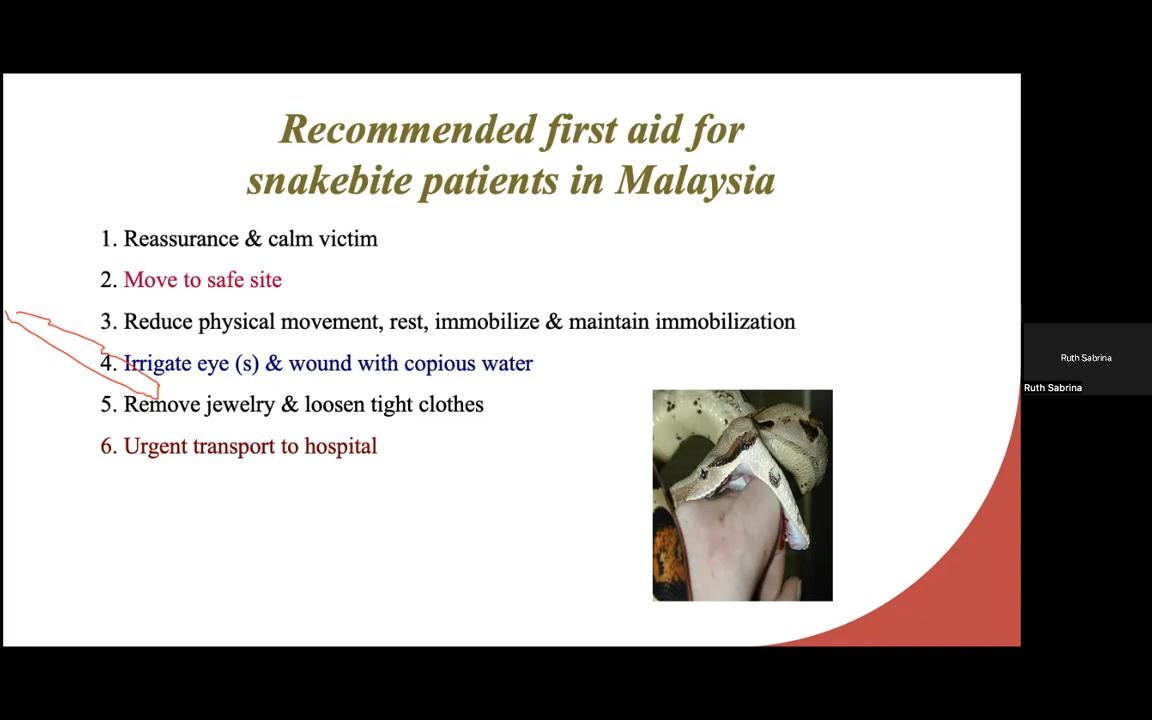 Recommended first aid for
snakebite patients in Malaysia
1. Reassurance & calm victim
2. Move to safe site
3. Reduce physical movement, rest, immobilize & maintain immobilization
4. Irrigate eye (s) & wound with copious water
5. Remove jewelry & loosen tight clothes
6. Urgent transport to hospital
Ruth Sabrina
Ruth Sabrina